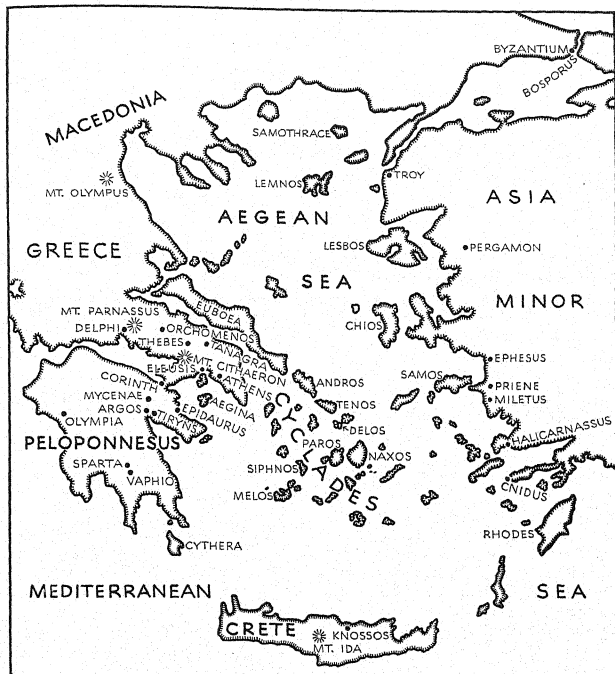 BYZANTIUM
BOSPORUS
MACEDONIA
SAMOTHRACE
MT. OLYMPUS
LEMNOS
TROY
ASIA
AEGEAN
GREECE
LESBOS
PERGAMON
SEA
MINOR
EUBOEA
MT. PARNASSUS
DELPHI
ORCHOMENOS
CHIOS
THEBES
TANAGRA
MT. CITHAERON
EPHESUS
ELEUSIS
ATHENS
CORINTH
ANDROS
SAMOS
PRIENE
MYCENAE
AEGINA
TENOS
MILETUS
ARGOS
EPIDAURUS
CYCLADES
OLYMPIA
TIRYNS
DELOS
HALICARNASSUS
PELOPONNESUS
PAROS
NAXOS
SPARTA
SIPHNOS
VAPHIO
CNIDUS
MELOS
RHODES
CYTHERA
MEDITERRANEAN
SEA
CRETE
KNOSSOS
MT. IDA